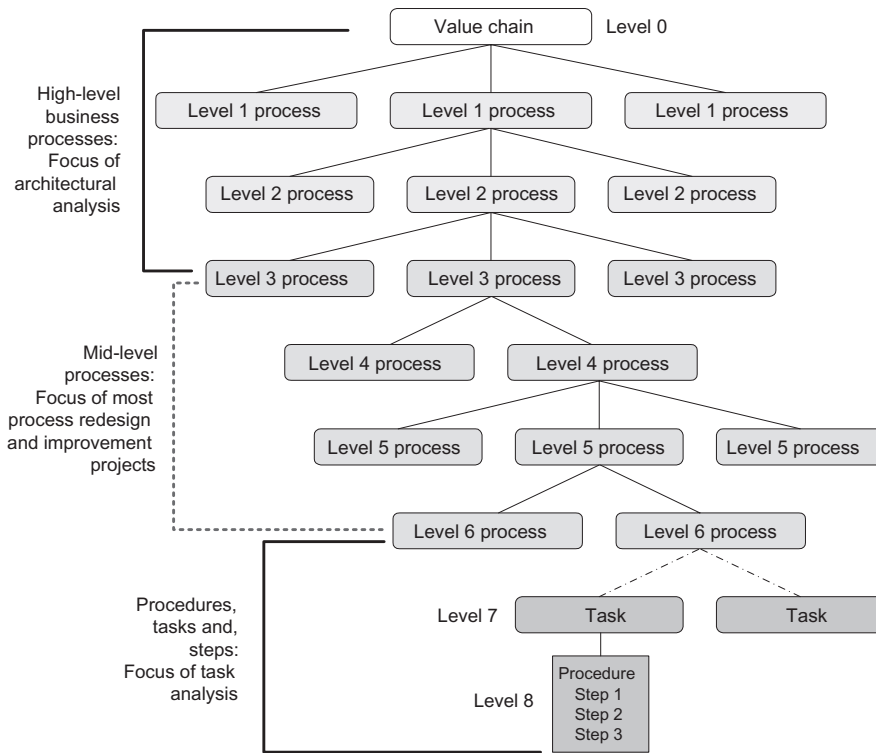 Value chain
Level 0
High-level
business
processes:
Focus of
architectural
analysis
Level 1 process
Level 1 process
Level 1 process
Level 2 process
Level 2 process
Level 2 process
Level 3 process
Level 3 process
Level 3 process
Mid-level
processes:
Focus of most
process redesign
and improvement
projects
Level 4 process
Level 4 process
Level 5 process
Level 5 process
Level 5 process
Level 6 process
Level 6 process
Procedures,
tasks and,
steps:
Focus of task
analysis
Level 7
Task
Task
Level 8
Procedure
Step 1
Step 2
Step 3